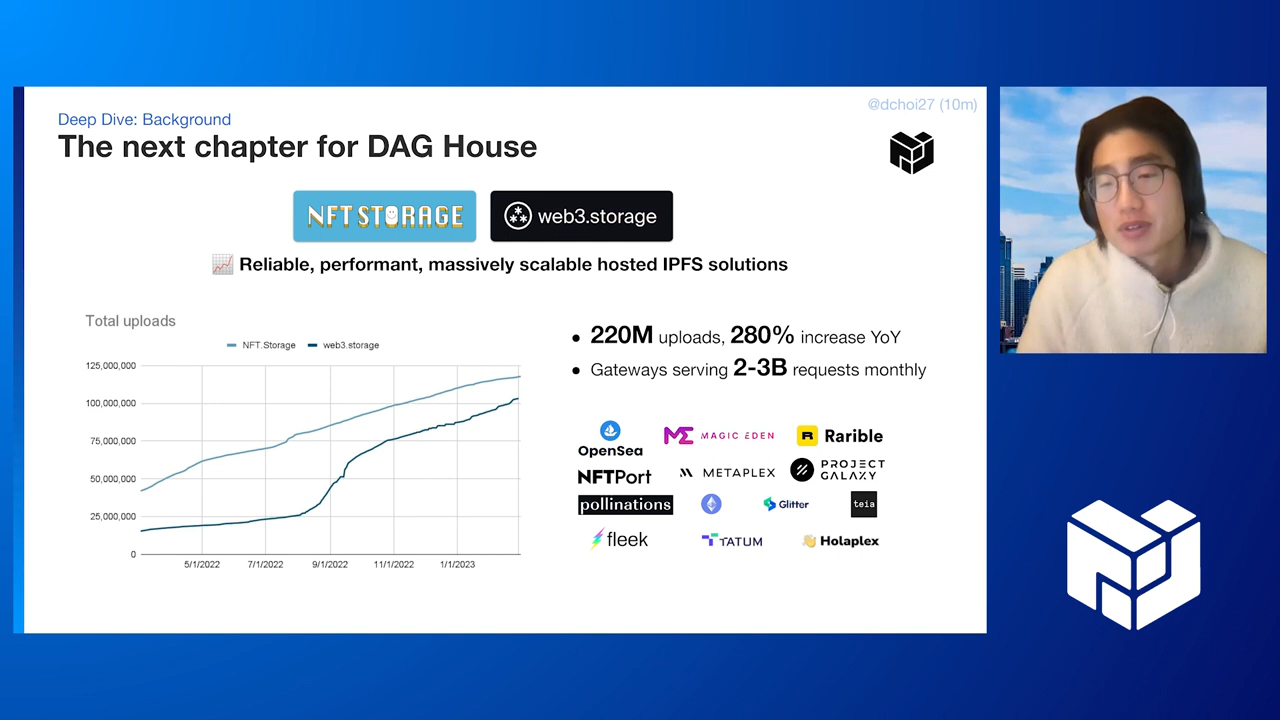 @dchoi27 (10m)
Deep Dive: Background
The next chapter for DAG House
NFT STORAGE
web3.storage
Reliable, performant, massively scalable hosted IPFS solutions
Total uploads
NFT.Storage
web3.storage
125,000,000
100,000,000
75,000,000
50,000,000
25,000,000
0
5/1/2022
7/1/2022
9/1/2022
11/1/2022
1/1/2023
• 220M uploads, 280% increase YoY
• Gateways serving 2-3B requests monthly
OpenSea
MAGIC EDEN
Rarible
NFTPort
METAPLEX
PROJECT
GALAXY
pollinations
Glitter
teia
fleek
TATUM
Holaplex